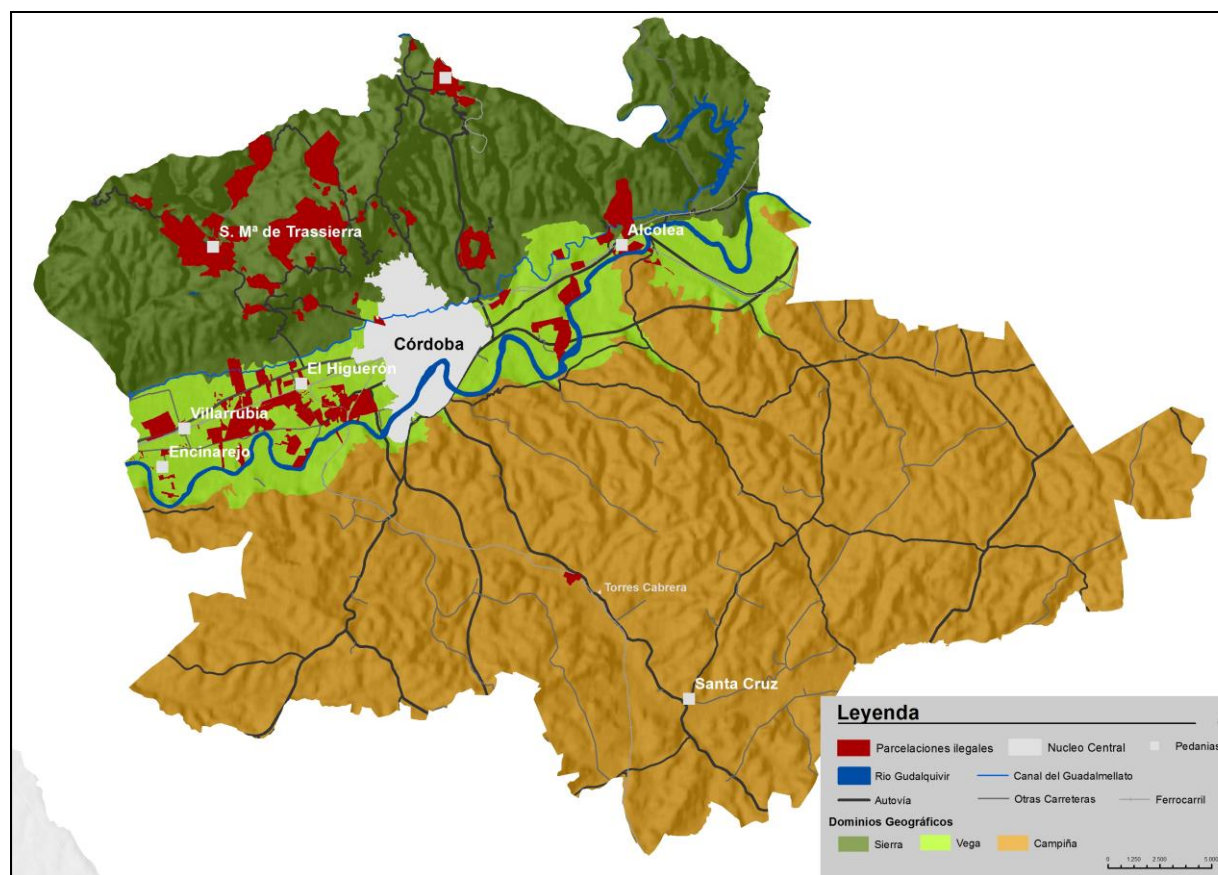 S. Mª de Trassierra
Alcolea
Córdoba
El Higuerón
Villarrubia
Encinarejo
Torres Cabrera
Santa Cruz
Leyenda
Parcelaciones ilegales
Nucleo Central
Pedanias
Rio Gudalquivir
Canal del Guadalmellato
Autovía
Otras Carreteras
Ferrocarril
Dominios Geográficos
Sierra
Vega
Campiña
0 1.250 2.500 5.000